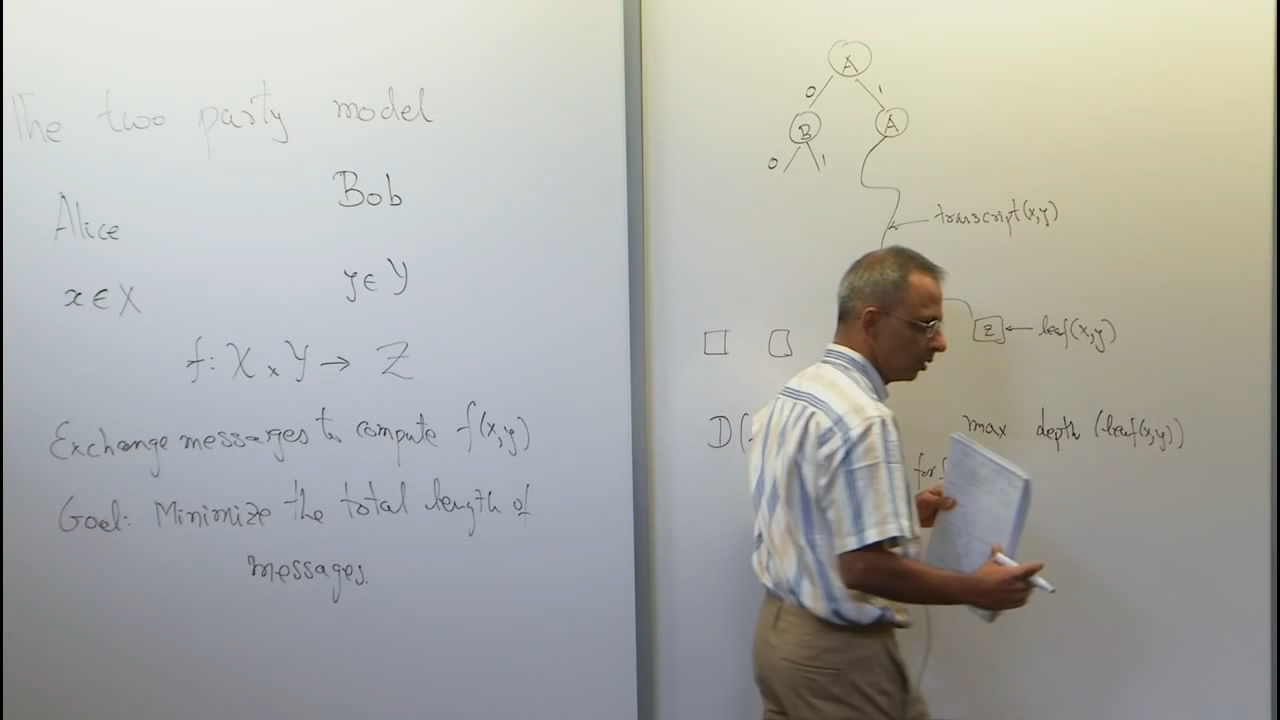 The two party model
Alice
Bob
x ∈ X
y ∈ Y
f: X × Y → Z
Exchange messages to compute f(x,y)
Goal: Minimize the total length of
messages.
A
0
1
B
A
0
1
transcript(x,y)
z ← leaf(x,y)
D(
max depth (leaf(x,y))
for